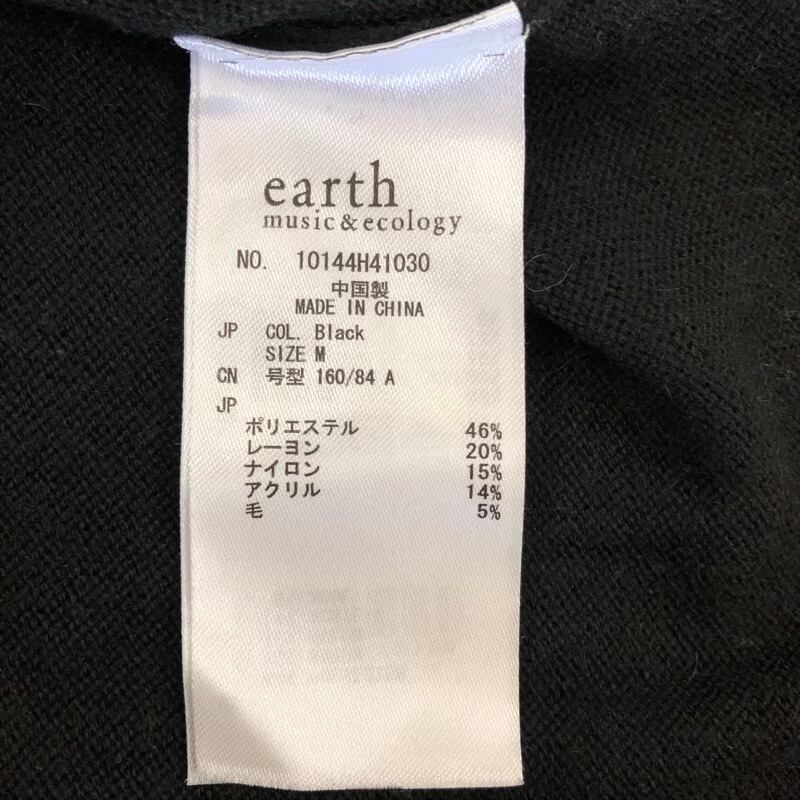 earth
music&ecology
NO. 10144H41030
中国製
MADE IN CHINA
JP COL. Black
SIZE M
CN 号型 160/84 A
JP
ポリエステル 46%
レーヨン 20%
ナイロン 15%
アクリル 14%
毛 5%